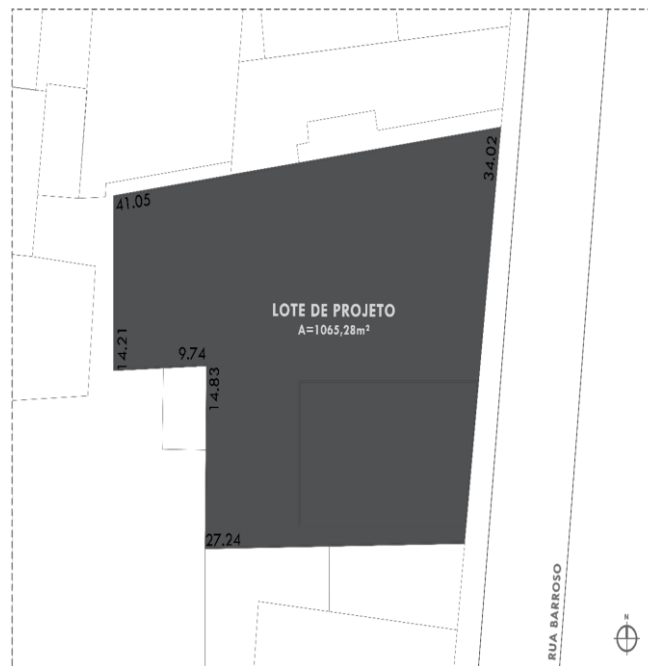 34.02
41.05
LOTE DE PROJETO
A=1065,28m²
14.21
9.74
14.83
27.24
RUA BARROSO
N